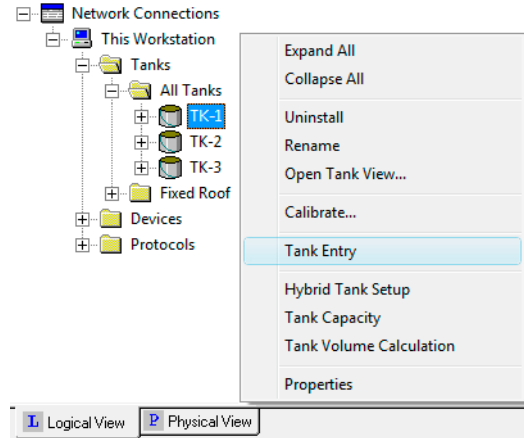 Network Connections
This Workstation
Tanks
All Tanks
TK-1
TK-2
TK-3
Fixed Roof
Devices
Protocols
Expand All
Collapse All
Uninstall
Rename
Open Tank View...
Calibrate...
Tank Entry
Hybrid Tank Setup
Tank Capacity
Tank Volume Calculation
Properties
L Logical View P Physical View